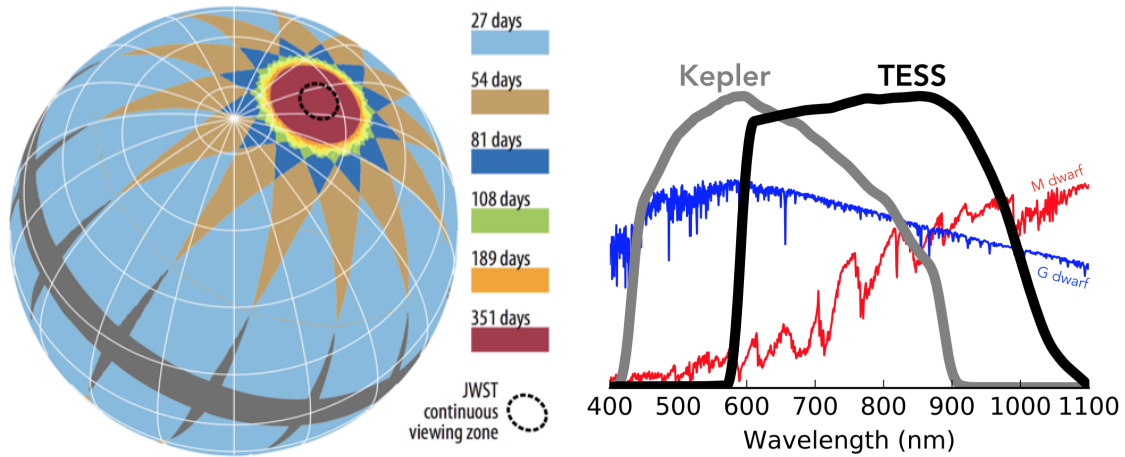 27 days
54 days
81 days
108 days
189 days
351 days
JWST
continuous
viewing zone
Kepler
TESS
M dwarf
G dwarf
400 500 600 700 800 900 1000 1100
Wavelength (nm)